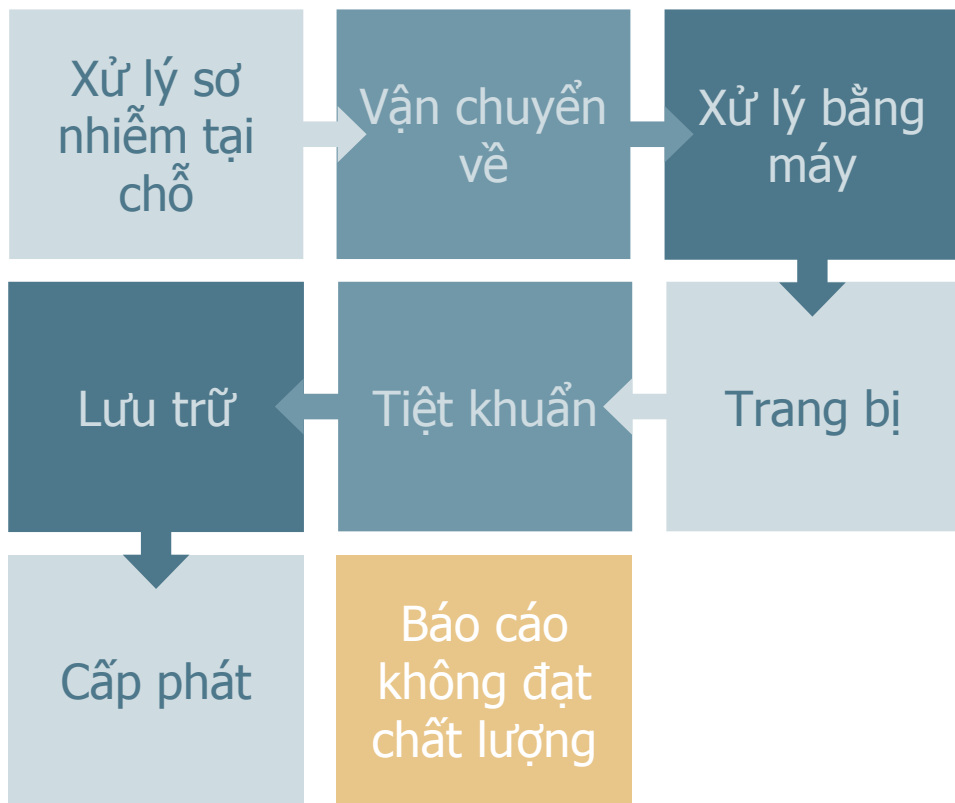 Xử lý sơ
nhiễm tại
chỗ
Vận chuyển
về
Xử lý bằng
máy
Lưu trữ
Tiệt khuẩn
Trang bị
Cấp phát
Báo cáo
không đạt
chất lượng